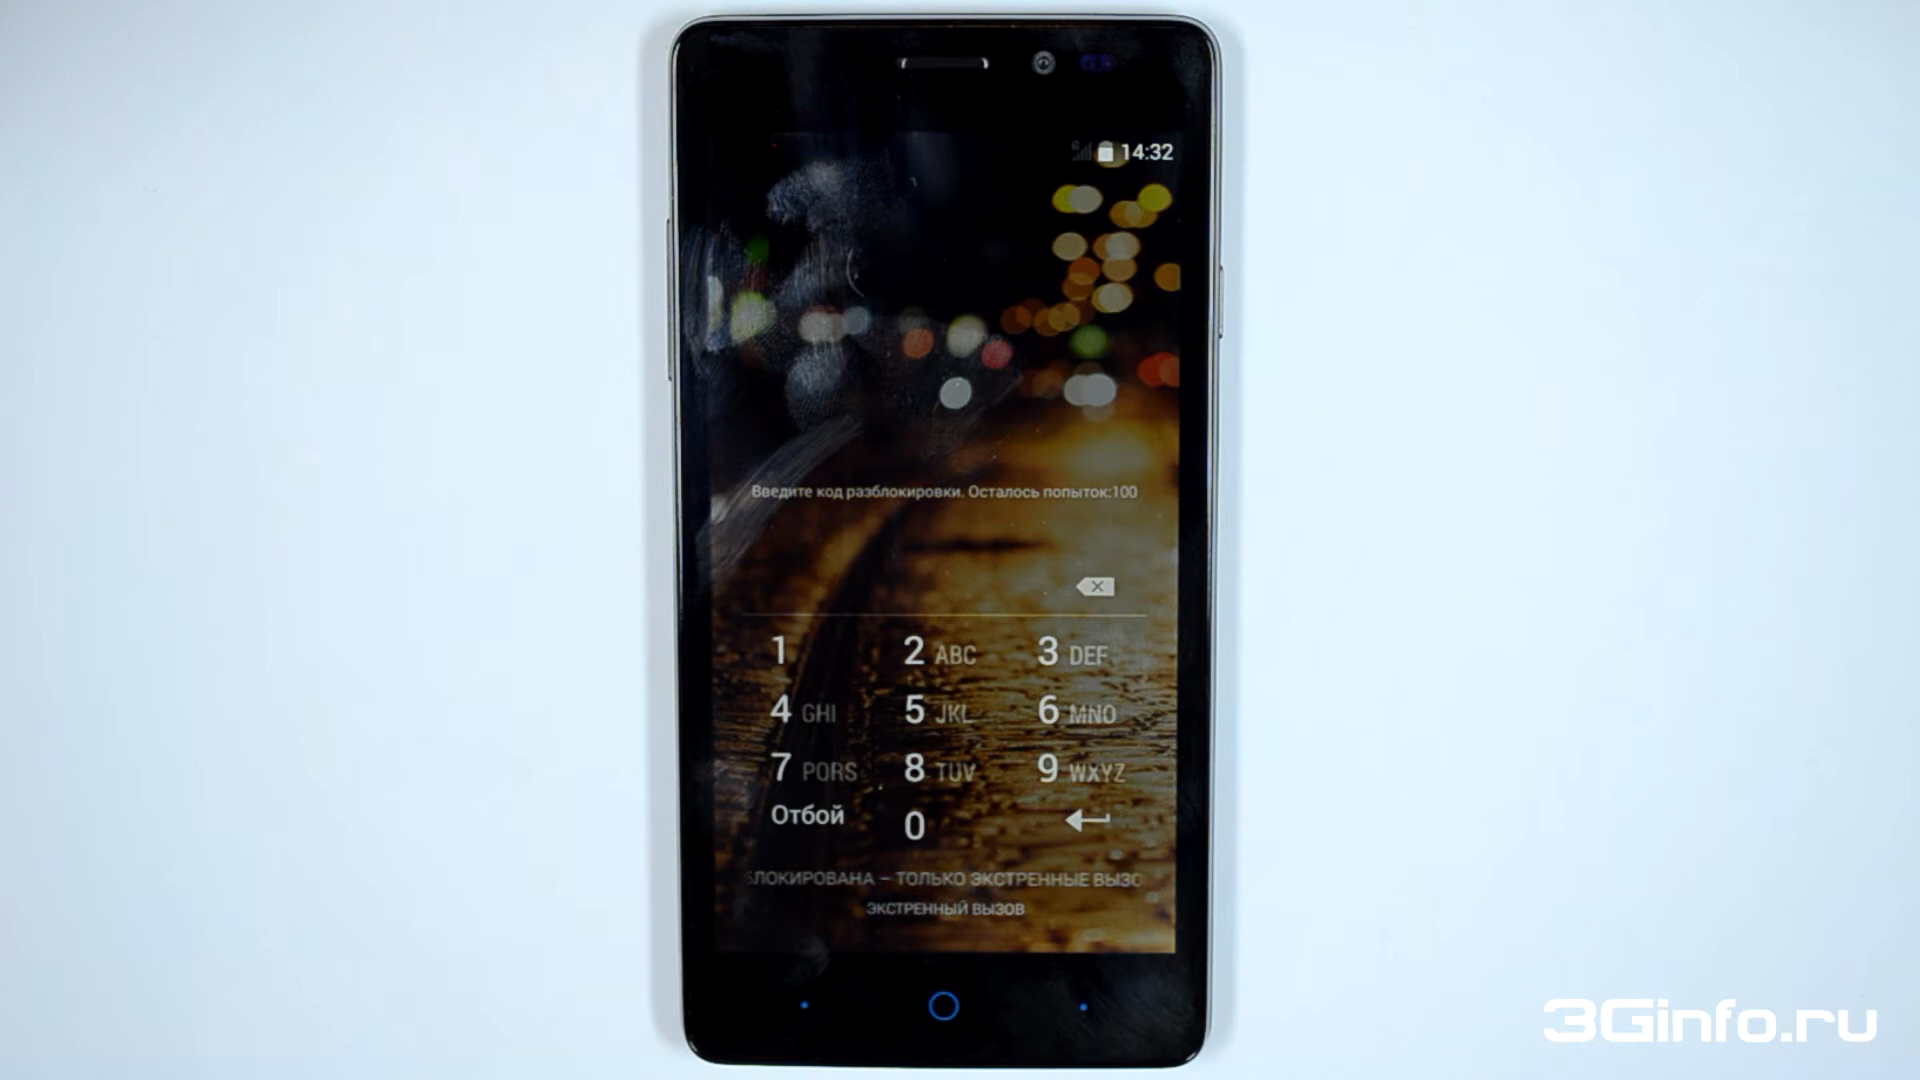 14:32
Введите код разблокировки. Осталось попыток:100
1 2 ABC 3 DEF
4 GHI 5 JKL 6 MNO
7 PQRS 8 TUV 9 WXYZ
Отбой 0
БЛОКИРОВАНА – ТОЛЬКО ЭКСТРЕННЫЕ ВЫЗО
ЭКСТРЕННЫЙ ВЫЗОВ
3Ginfo.ru